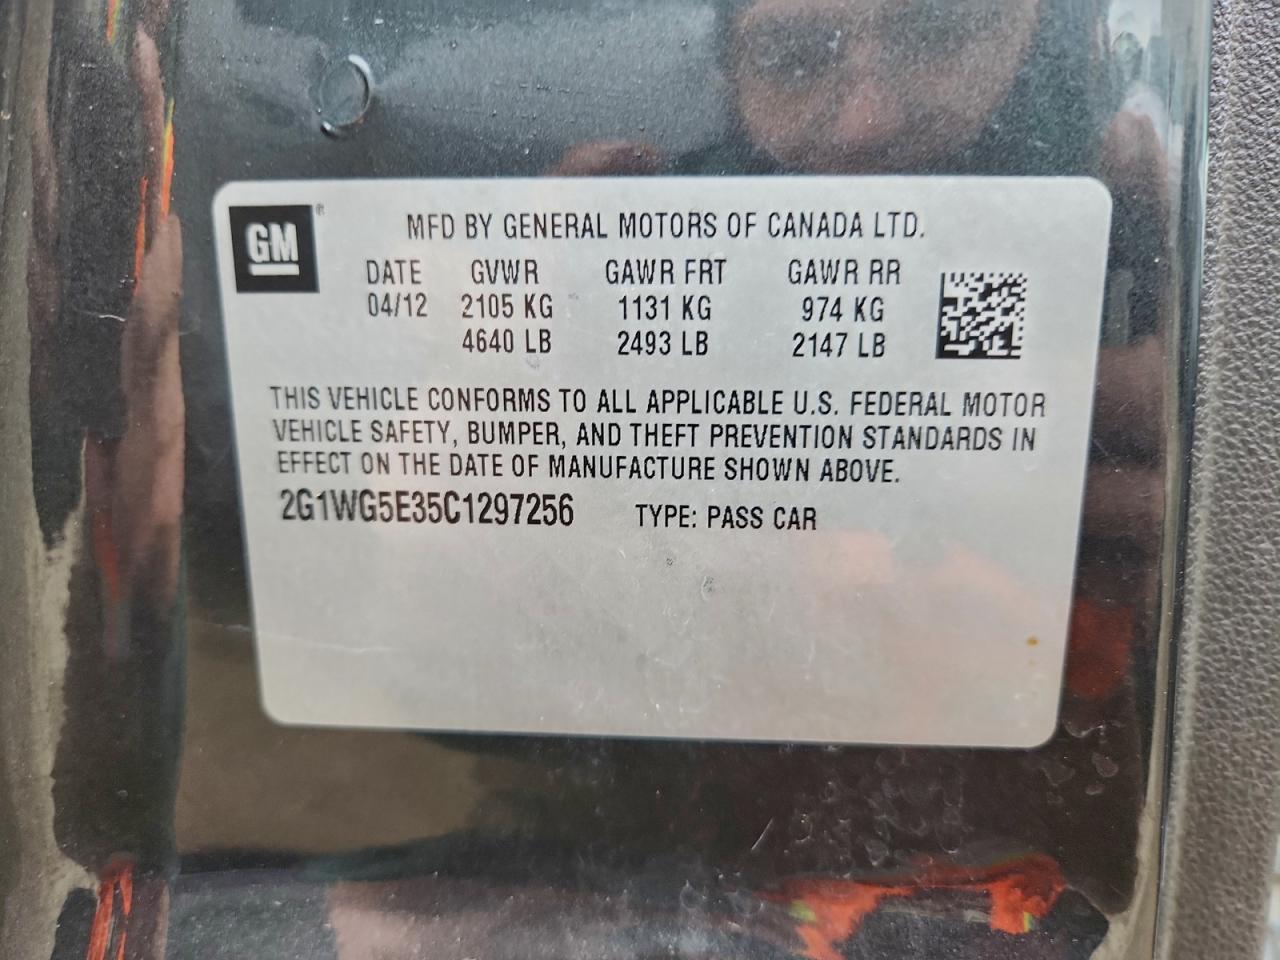 GM®
MFD BY GENERAL MOTORS OF CANADA LTD.
DATE GVWR GAWR FRT GAWR RR
04/12 2105 KG 1131 KG 974 KG
4640 LB 2493 LB 2147 LB
THIS VEHICLE CONFORMS TO ALL APPLICABLE U.S. FEDERAL MOTOR
VEHICLE SAFETY, BUMPER, AND THEFT PREVENTION STANDARDS IN
EFFECT ON THE DATE OF MANUFACTURE SHOWN ABOVE.
2G1WG5E35C1297256 TYPE: PASS CAR